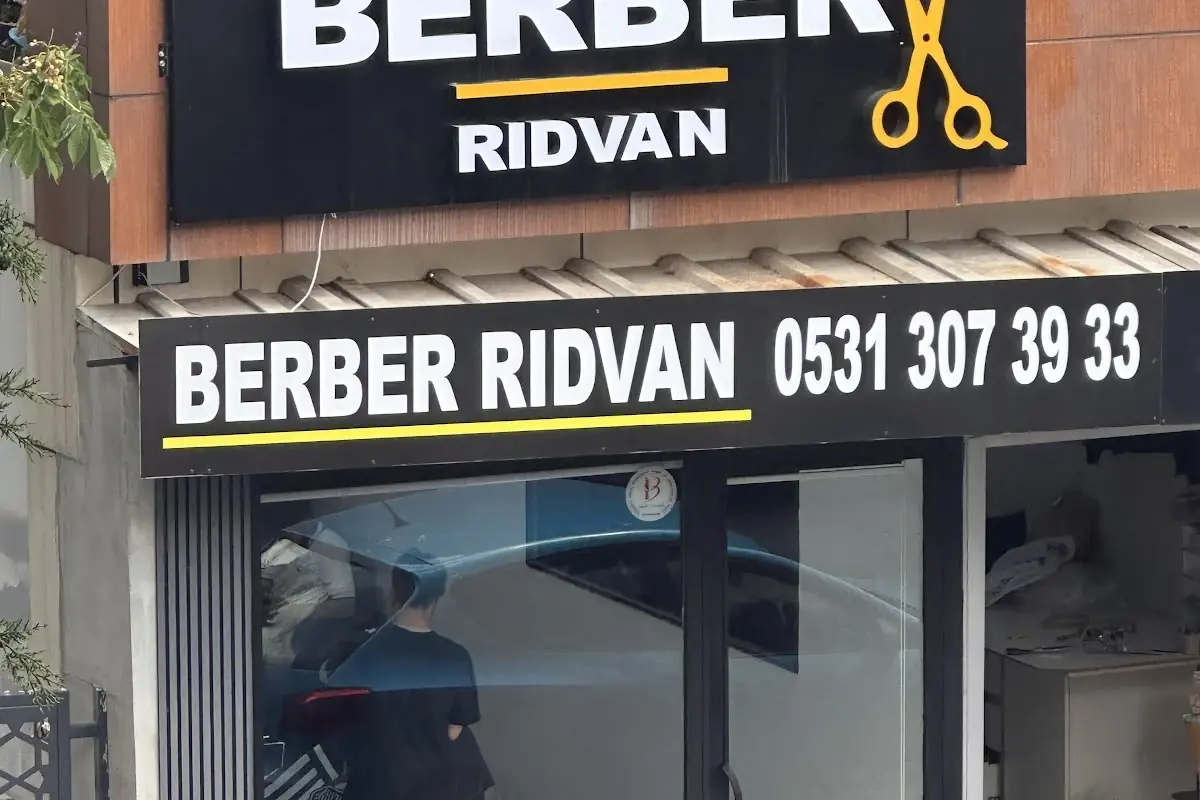 BERBER
RIDVAN
BERBER RIDVAN 0531 307 39 33
B